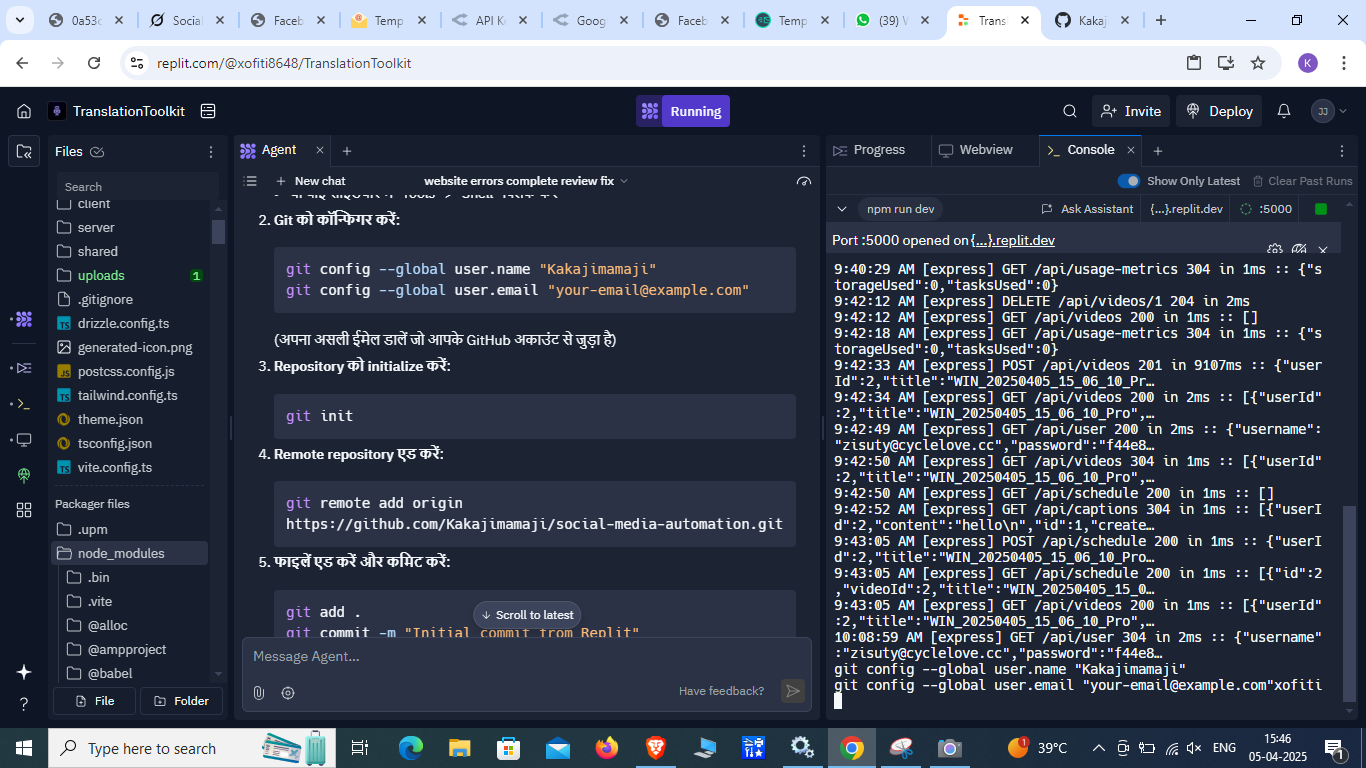 0a53c
Social
Faceb
Temp
API K
Goog
Faceb
Temp
(39) W
Trans
Kakaj
replit.com/@xofiti8648/TranslationToolkit
K
TranslationToolkit
Running
Invite
Deploy
JJ
Files
Search
client
server
shared
uploads 1
.gitignore
drizzle.config.ts
generated-icon.png
postcss.config.js
tailwind.config.ts
theme.json
tsconfig.json
vite.config.ts
Packager files
.upm
node_modules
.bin
.vite
@alloc
@ampproject
@babel
File
Folder
Agent
New chat
website errors complete review fix
2. Git को कॉन्फिगर करें:
git config --global user.name "Kakajimamaji"
git config --global user.email "your-email@example.com"
(अपना असली ईमेल डालें जो आपके GitHub अकाउंट से जुड़ा है)
3. Repository को initialize करें:
git init
4. Remote repository एड करें:
git remote add origin
https://github.com/Kakajimamaji/social-media-automation.git
5. फाइलें एड करें और कमिट करें:
git add .
git commit -m "Initial commit from Replit"
Scroll to latest
Message Agent...
Have feedback?
Progress
Webview
Console
Show Only Latest
Clear Past Runs
npm run dev
Ask Assistant
{...}.replit.dev
:5000
Port :5000 opened on {...}.replit.dev
9:40:29 AM [express] GET /api/usage-metrics 304 in 1ms :: {"s
torageUsed":0,"tasksUsed":0}
9:42:12 AM [express] DELETE /api/videos/1 204 in 2ms
9:42:12 AM [express] GET /api/videos 200 in 1ms :: []
9:42:18 AM [express] GET /api/usage-metrics 304 in 1ms :: {"s
torageUsed":0,"tasksUsed":0}
9:42:33 AM [express] POST /api/videos 201 in 9107ms :: {"user
Id":2,"title":"WIN_20250405_15_06_10_Pr…
9:42:34 AM [express] GET /api/videos 200 in 2ms :: [{"userId"
:2,"title":"WIN_20250405_15_06_10_Pro",…
9:42:49 AM [express] GET /api/user 200 in 2ms :: {"username":
"zisuty@cyclelove.cc","password":"f44e8…
9:42:50 AM [express] GET /api/videos 304 in 1ms :: [{"userId"
:2,"title":"WIN_20250405_15_06_10_Pro",…
9:42:50 AM [express] GET /api/schedule 200 in 1ms :: []
9:42:52 AM [express] GET /api/captions 304 in 1ms :: [{"userI
d":2,"content":"hello\n","id":1,"create…
9:43:05 AM [express] POST /api/schedule 200 in 1ms :: {"userI
d":2,"title":"WIN_20250405_15_06_10_Pro…
9:43:05 AM [express] GET /api/schedule 200 in 1ms :: [{"id":2
,"videoId":2,"title":"WIN_20250405_15_0…
9:43:05 AM [express] GET /api/videos 200 in 1ms :: [{"userId"
:2,"title":"WIN_20250405_15_06_10_Pro",…
10:08:59 AM [express] GET /api/user 304 in 2ms :: {"username"
:"zisuty@cyclelove.cc","password":"f44e8…
git config --global user.name "Kakajimamaji"
git config --global user.email "your-email@example.com"xofiti
Type here to search
1
39°C
ENG
15:46
05-04-2025
1